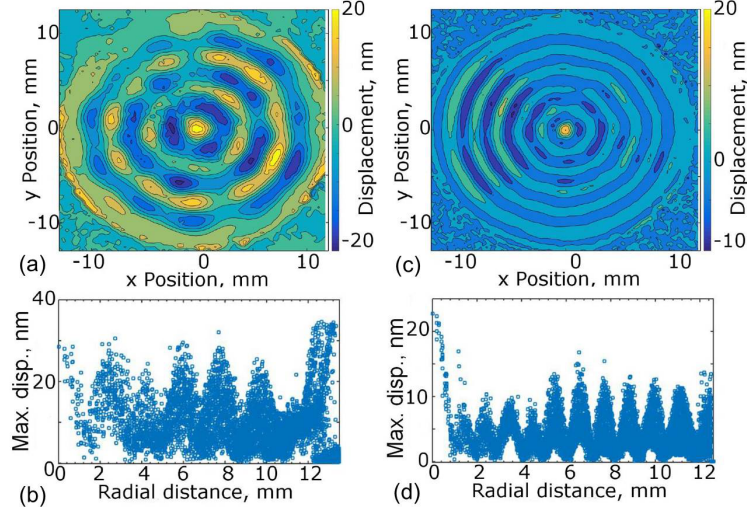 10
0
-10
y Position, mm
-10 0 10
x Position, mm
(a)
20
0
-20
Displacement, nm
10
0
-10
y Position, mm
-10 0 10
x Position, mm
(c)
20
10
0
-10
Displacement, nm
40
30
20
10
0
Max. disp., nm
0 2 4 6 8 10 12
Radial distance, mm
(b)
20
10
0
Max. disp., nm
0 2 4 6 8 10 12
Radial distance, mm
(d)